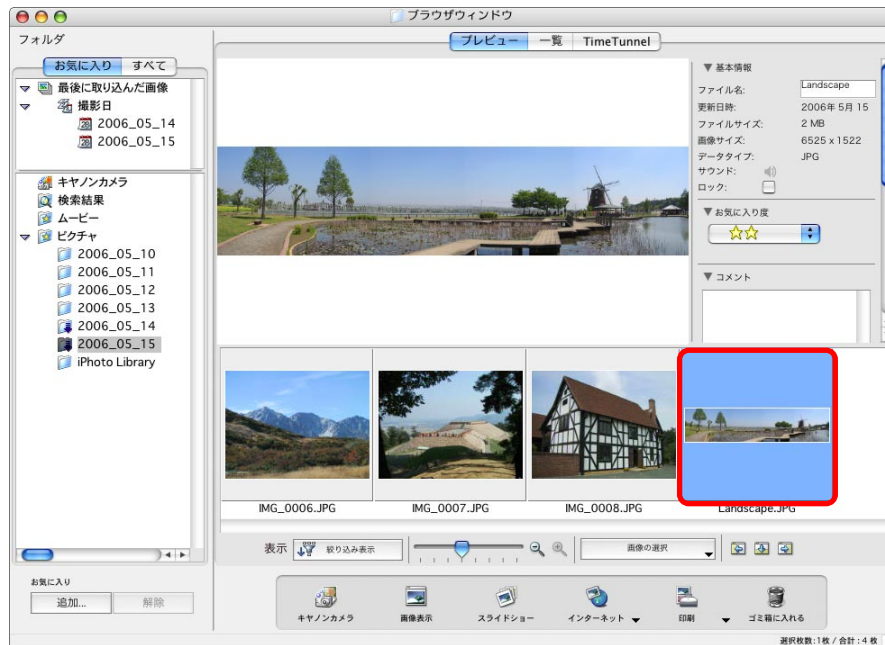 ブラウザウィンドウ
フォルダ
お気に入り すべて
最後に取り込んだ画像
撮影日
2006_05_14
2006_05_15
キヤノンカメラ
検索結果
ムービー
ピクチャ
2006_05_10
2006_05_11
2006_05_12
2006_05_13
2006_05_14
2006_05_15
iPhoto Library
お気に入り
追加... 解除
プレビュー 一覧 TimeTunnel
基本情報
ファイル名: Landscape
更新日時: 2006年 5月 15
ファイルサイズ: 2 MB
画像サイズ: 6525 x 1522
データタイプ: JPG
サウンド:
ロック:
お気に入り度
コメント
IMG_0006.JPG IMG_0007.JPG IMG_0008.JPG Landscape.JPG
表示 絞り込み表示 画像の選択
キヤノンカメラ 画像表示 スライドショー インターネット 印刷 ゴミ箱に入れる
選択枚数:1枚 / 合計:4 枚